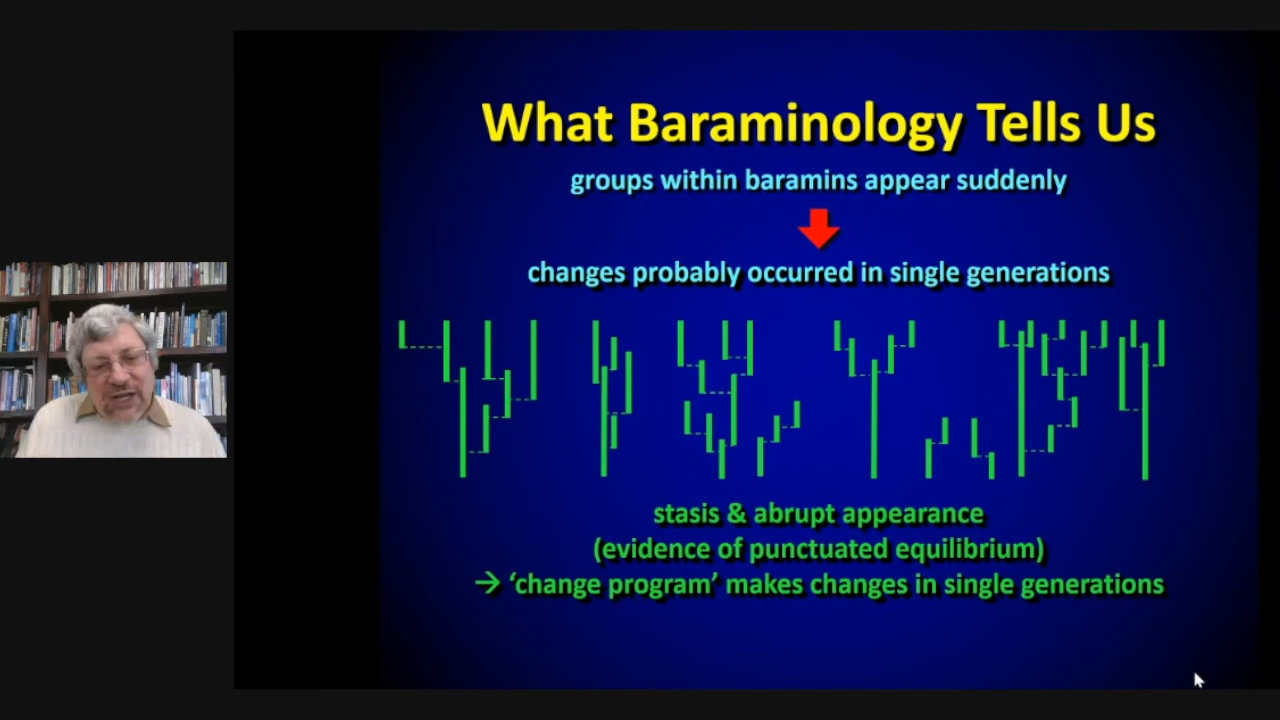 What Baraminology Tells Us
groups within baramins appear suddenly
changes probably occurred in single generations
stasis & abrupt appearance
(evidence of punctuated equilibrium)
→ ‘change program’ makes changes in single generations